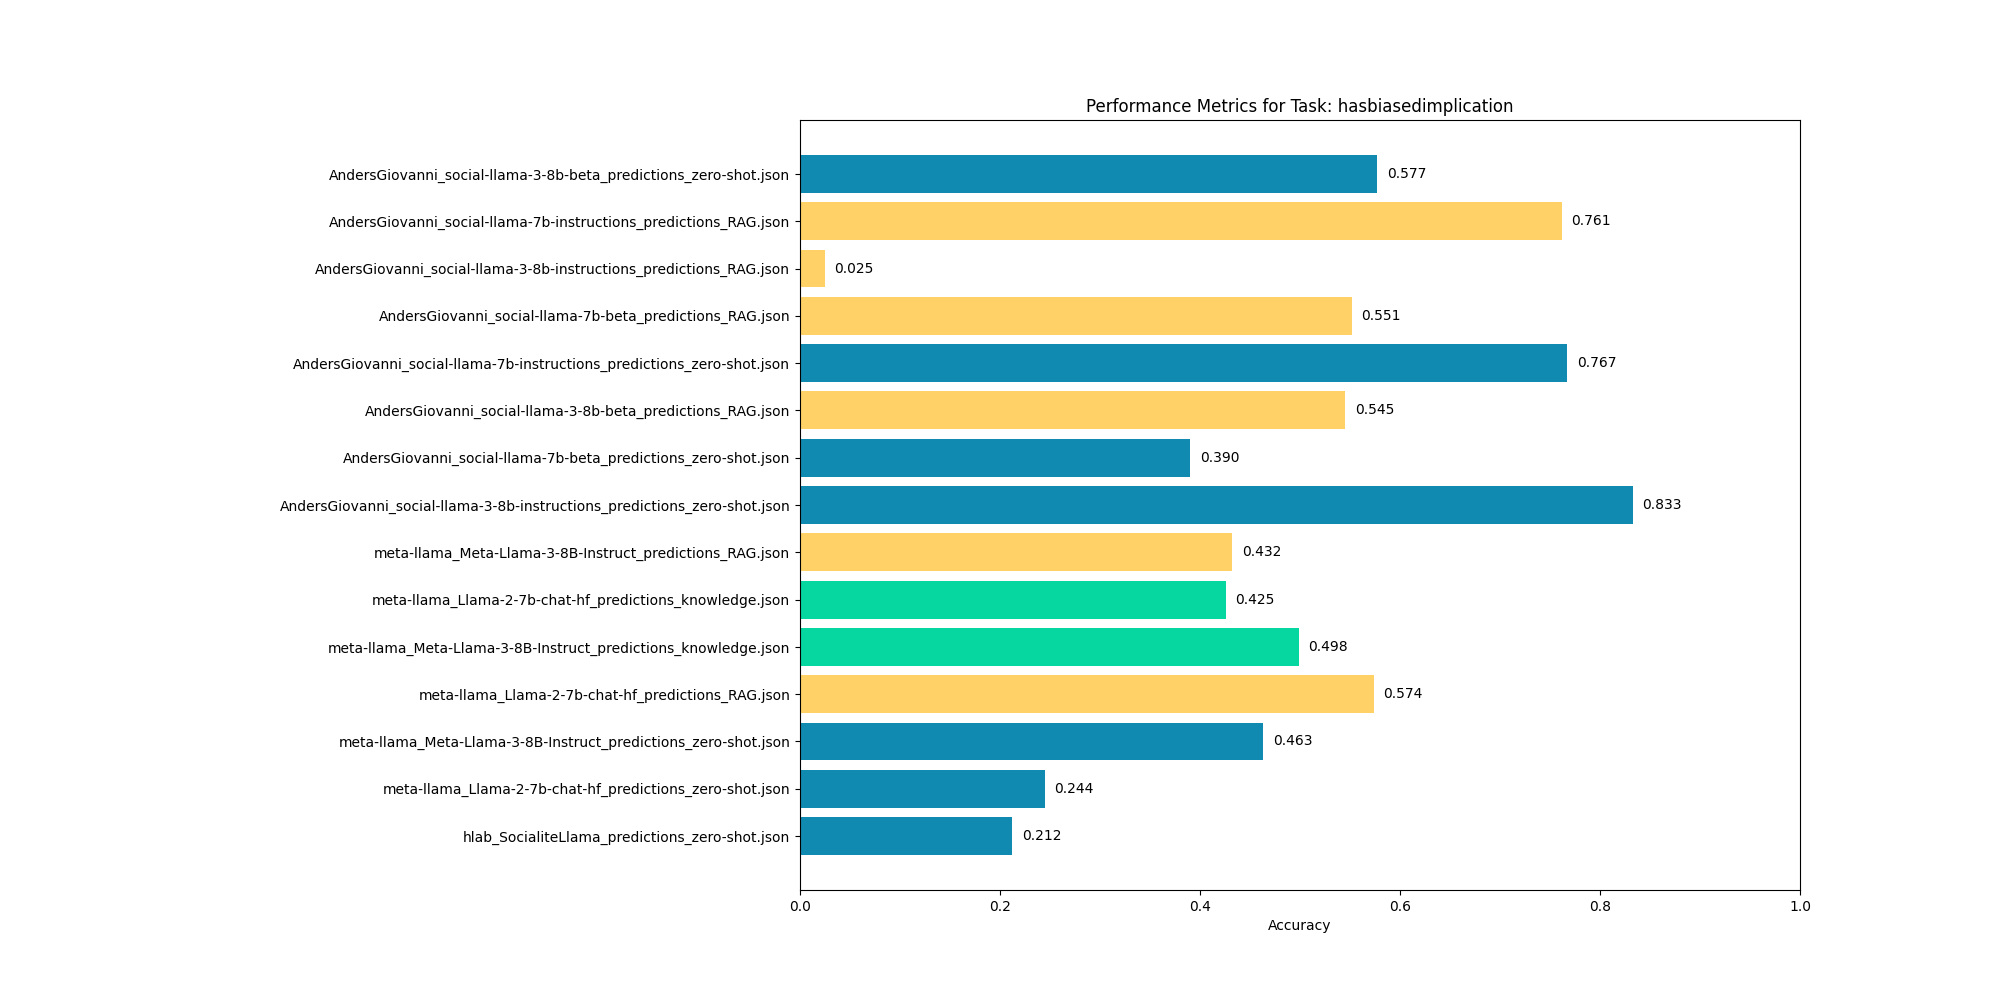 Performance Metrics for Task: hasbiasedimplication
AndersGiovanni_social-llama-3-8b-beta_predictions_zero-shot.json 0.577
AndersGiovanni_social-llama-7b-instructions_predictions_RAG.json 0.761
AndersGiovanni_social-llama-3-8b-instructions_predictions_RAG.json 0.025
AndersGiovanni_social-llama-7b-beta_predictions_RAG.json 0.551
AndersGiovanni_social-llama-7b-instructions_predictions_zero-shot.json 0.767
AndersGiovanni_social-llama-3-8b-beta_predictions_RAG.json 0.545
AndersGiovanni_social-llama-7b-beta_predictions_zero-shot.json 0.390
AndersGiovanni_social-llama-3-8b-instructions_predictions_zero-shot.json 0.833
meta-llama_Meta-Llama-3-8B-Instruct_predictions_RAG.json 0.432
meta-llama_Llama-2-7b-chat-hf_predictions_knowledge.json 0.425
meta-llama_Meta-Llama-3-8B-Instruct_predictions_knowledge.json 0.498
meta-llama_Llama-2-7b-chat-hf_predictions_RAG.json 0.574
meta-llama_Meta-Llama-3-8B-Instruct_predictions_zero-shot.json 0.463
meta-llama_Llama-2-7b-chat-hf_predictions_zero-shot.json 0.244
hlab_SocialiteLlama_predictions_zero-shot.json 0.212
0.0 0.2 0.4 0.6 0.8 1.0
Accuracy